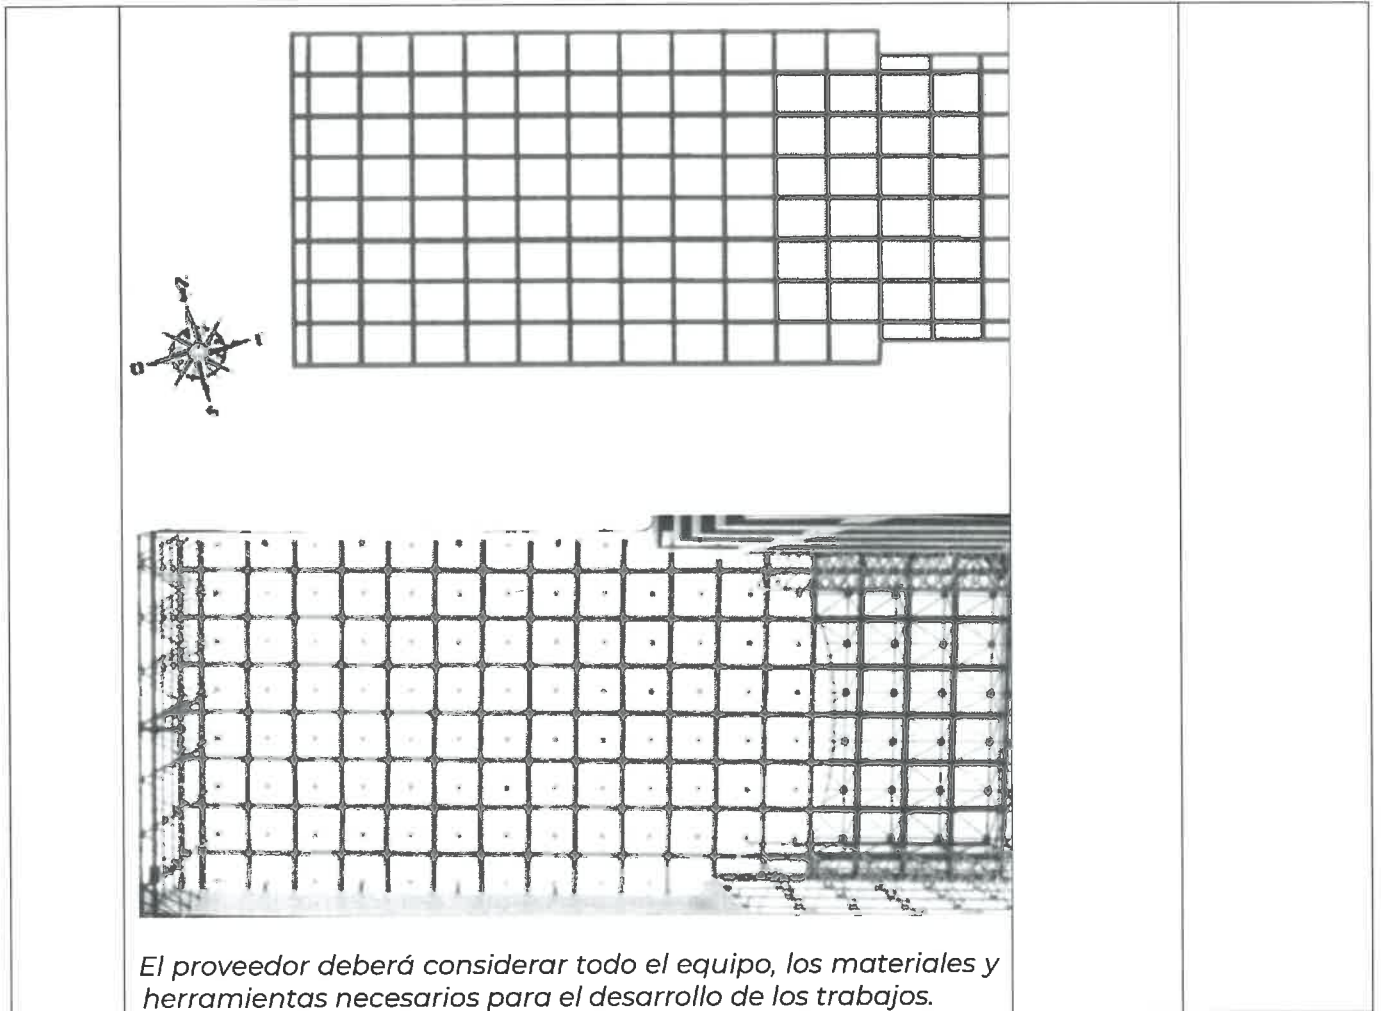 El proveedor deberá considerar todo el equipo, los materiales y
herramientas necesarios para el desarrollo de los trabajos.